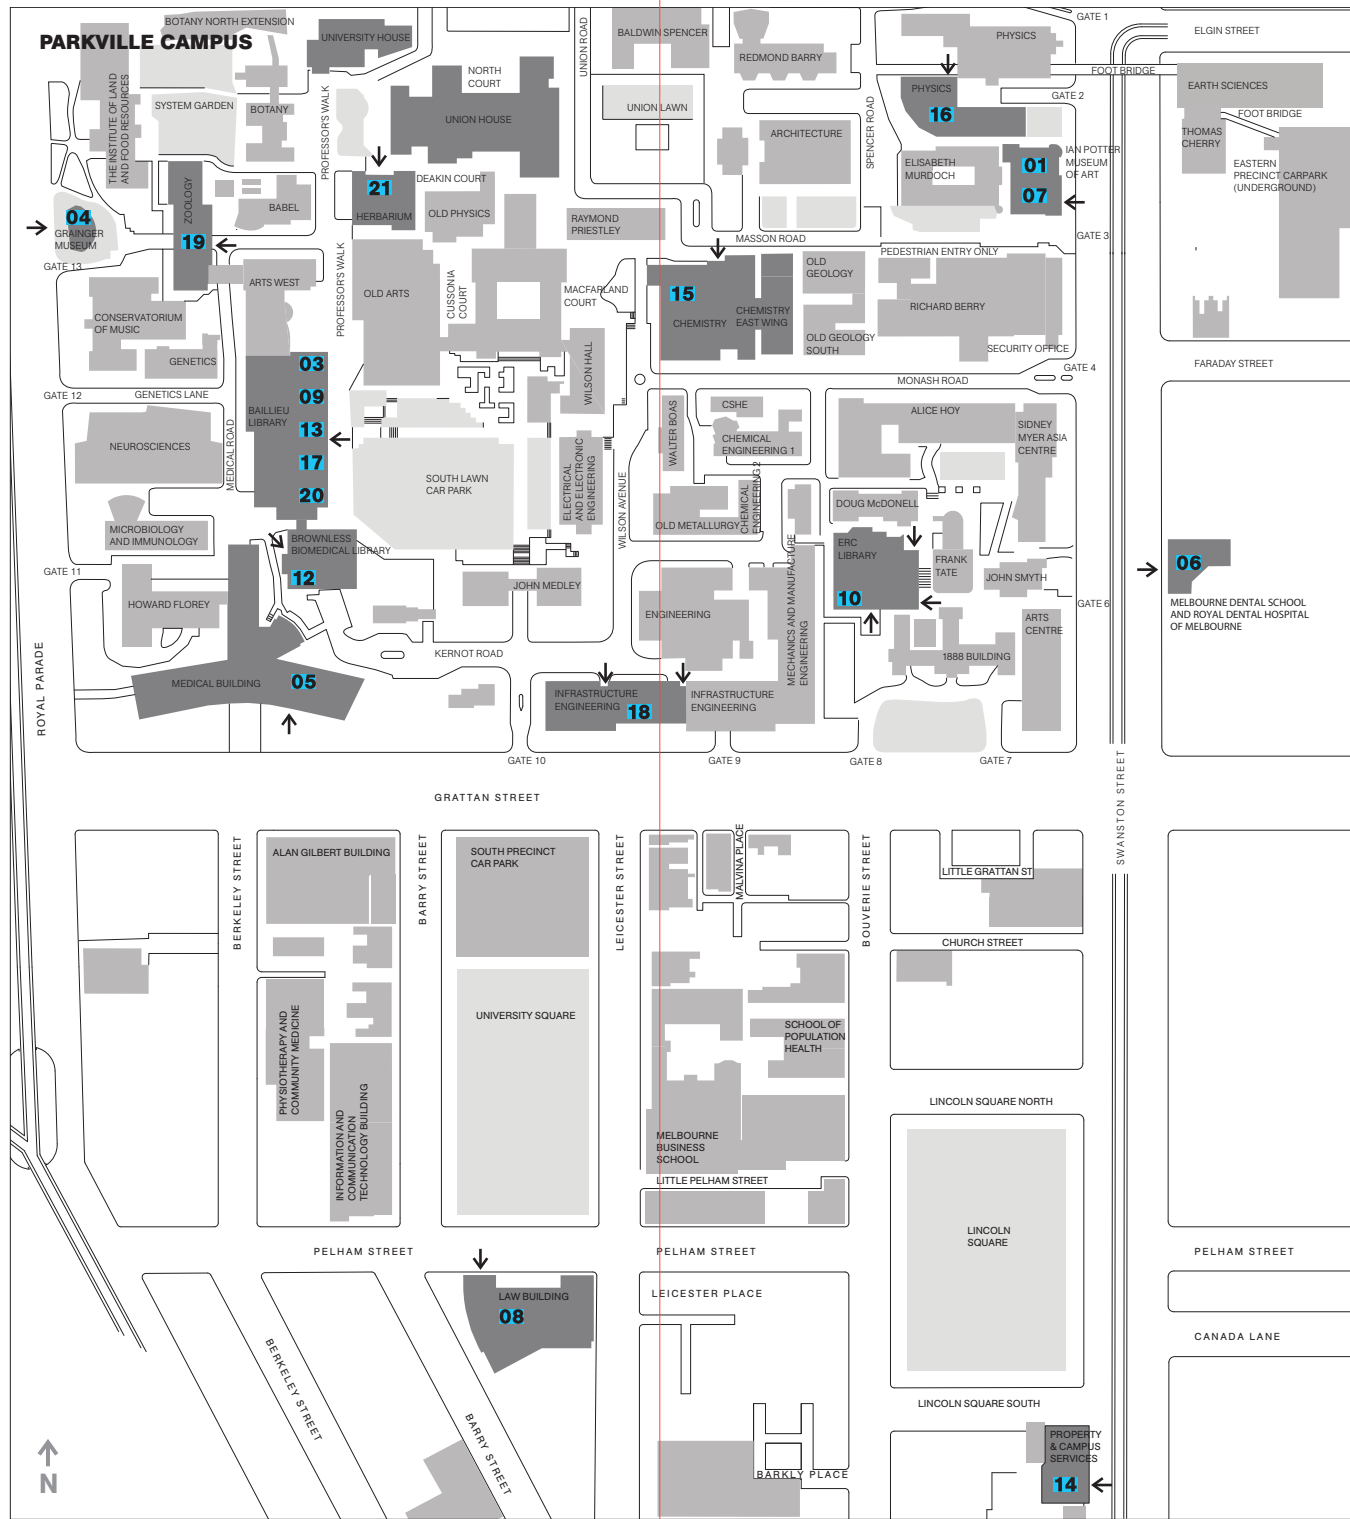 PARKVILLE CAMPUS
BOTANY NORTH EXTENSION
UNIVERSITY HOUSE
UNION ROAD
BALDWIN SPENCER
REDMOND BARRY
PHYSICS
GATE 1
ELGIN STREET
FOOT BRIDGE
NORTH
COURT
THE INSTITUTE OF LAND
AND FOOD RESOURCES
SYSTEM GARDEN
BOTANY
PROFESSOR'S WALK
UNION HOUSE
UNION LAWN
ARCHITECTURE
SPENCER ROAD
PHYSICS
16
GATE 2
EARTH SCIENCES
FOOT BRIDGE
THOMAS
CHERRY
EASTERN
PRECINCT CARPARK
(UNDERGROUND)
IAN POTTER
MUSEUM
OF ART
01
07
ELISABETH
MURDOCH
ZOOLOGY
19
04
GRAINGER
MUSEUM
BABEL
21
HERBARIUM
DEAKIN COURT
OLD PHYSICS
RAYMOND
PRIESTLEY
MASSON ROAD
PEDESTRIAN ENTRY ONLY
GATE 3
GATE 13
ARTS WEST
PROFESSOR'S WALK
OLD ARTS
CUSSONIA
COURT
MACFARLAND
COURT
15
CHEMISTRY
CHEMISTRY
EAST WING
OLD
GEOLOGY
OLD GEOLOGY
SOUTH
RICHARD BERRY
SECURITY OFFICE
CONSERVATORIUM
OF MUSIC
GENETICS
WILSON HALL
GATE 4
FARADAY STREET
MONASH ROAD
GATE 12
GENETICS LANE
03
09
BAILLIEU
LIBRARY
13
17
20
MEDICAL ROAD
NEUROSCIENCES
SOUTH LAWN
CAR PARK
ELECTRICAL
AND ELECTRONIC
ENGINEERING
WILSON AVENUE
WALTER BOAS
CSHE
CHEMICAL
ENGINEERING 1
CHEMICAL
ENGINEERING 2
OLD METALLURGY
ALICE HOY
SIDNEY
MYER ASIA
CENTRE
DOUG McDONELL
MICROBIOLOGY
AND IMMUNOLOGY
BROWNLESS
BIOMEDICAL LIBRARY
12
ERC
LIBRARY
10
FRANK
TATE
JOHN SMYTH
06
MELBOURNE DENTAL SCHOOL
AND ROYAL DENTAL HOSPITAL
OF MELBOURNE
GATE 11
HOWARD FLOREY
JOHN MEDLEY
ENGINEERING
MECHANICS AND MANUFACTURE
ENGINEERING
GATE 6
ARTS
CENTRE
1888 BUILDING
KERNOT ROAD
ROYAL PARADE
MEDICAL BUILDING
05
INFRASTRUCTURE
ENGINEERING
18
INFRASTRUCTURE
ENGINEERING
GATE 10
GATE 9
GATE 8
GATE 7
SWANSTON STREET
GRATTAN STREET
BERKELEY STREET
ALAN GILBERT BUILDING
BARRY STREET
SOUTH PRECINCT
CAR PARK
LEICESTER STREET
MALVINA PLACE
BOUVERIE STREET
LITTLE GRATTAN ST
CHURCH STREET
PHYSIOTHERAPY AND
COMMUNITY MEDICINE
UNIVERSITY SQUARE
SCHOOL OF
POPULATION
HEALTH
INFORMATION AND
COMMUNICATION
TECHNOLOGY BUILDING
MELBOURNE
BUSINESS
SCHOOL
LINCOLN SQUARE NORTH
LITTLE PELHAM STREET
LINCOLN
SQUARE
PELHAM STREET
PELHAM STREET
PELHAM STREET
LAW BUILDING
08
LEICESTER PLACE
CANADA LANE
BERKELEY STREET
BARRY STREET
LINCOLN SQUARE SOUTH
PROPERTY
& CAMPUS
SERVICES
14
BARKLY PLACE
N